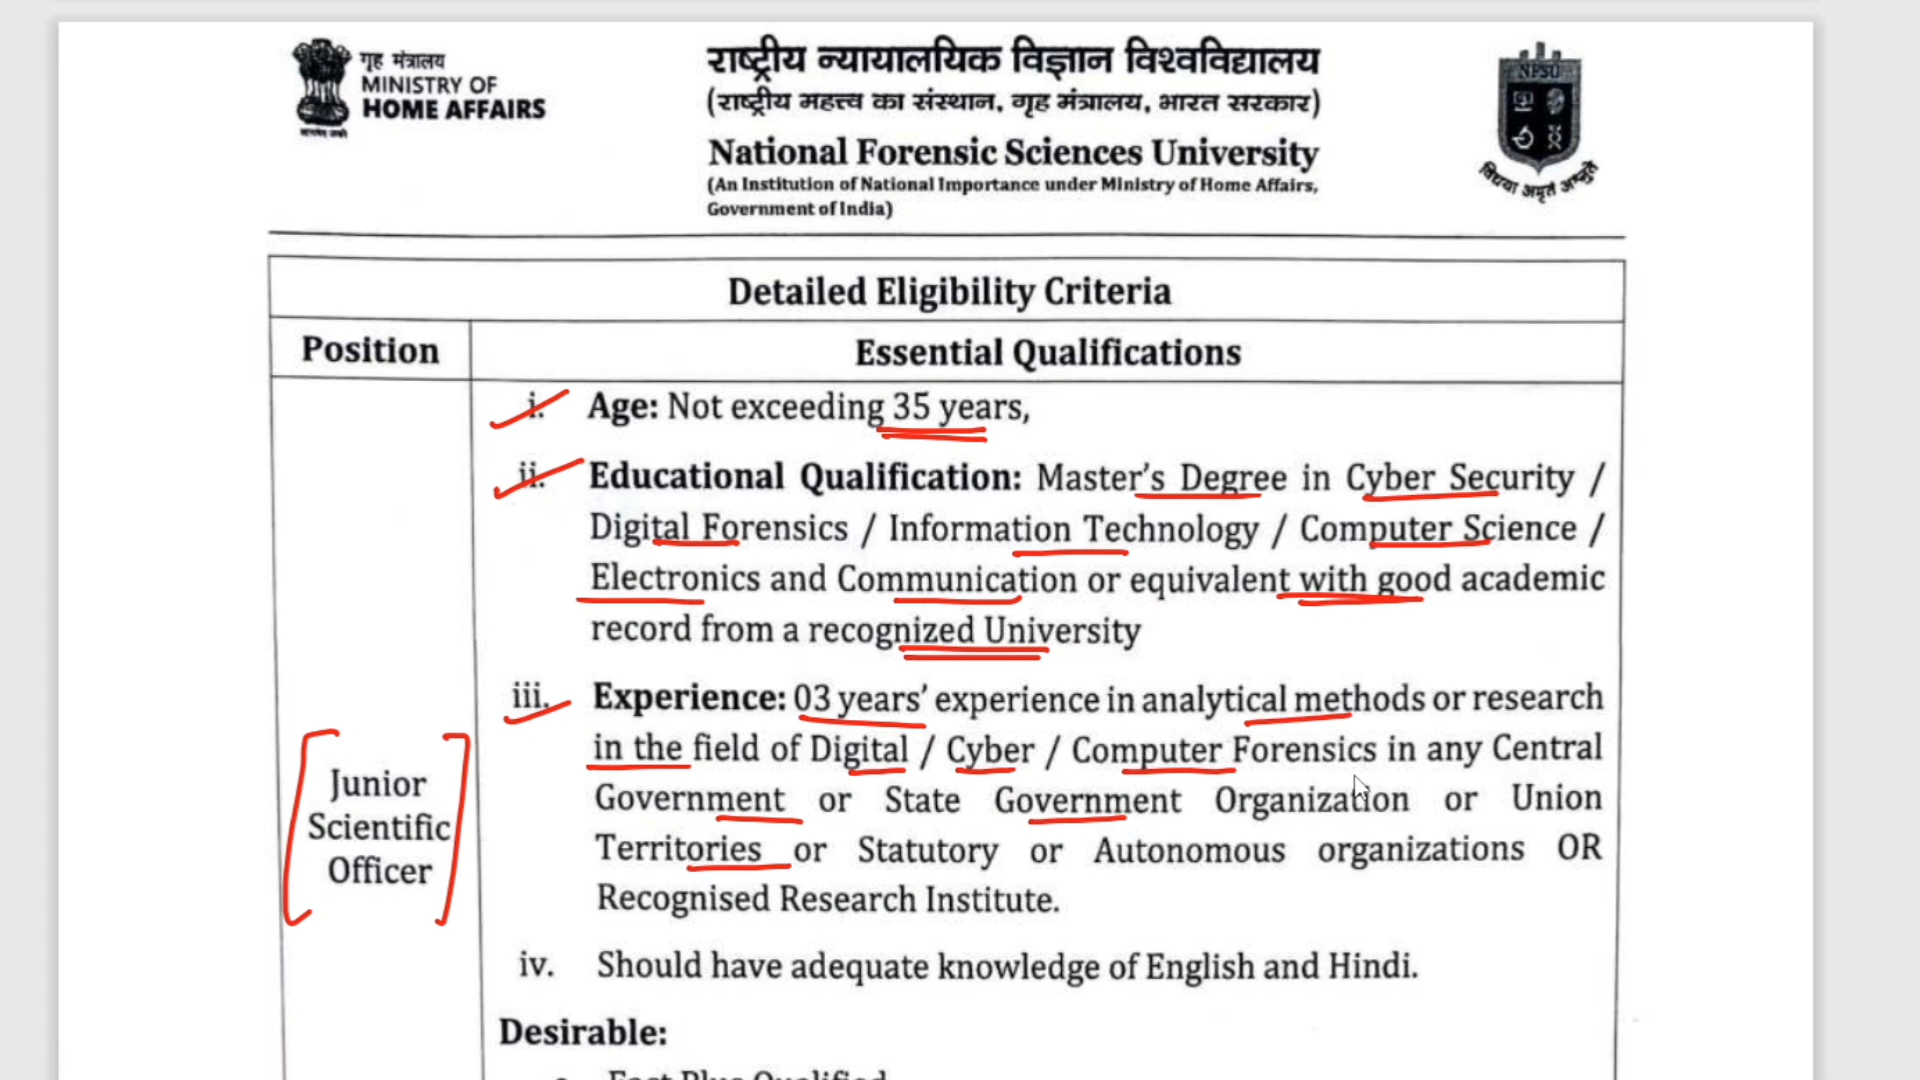 गृह मंत्रालय
MINISTRY OF
HOME AFFAIRS
राष्ट्रीय न्यायालयिक विज्ञान विश्वविद्यालय
(राष्ट्रीय महत्त्व का संस्थान, गृह मंत्रालय, भारत सरकार)
National Forensic Sciences University
(An Institution of National Importance under Ministry of Home Affairs,
Government of India)
NFSU
विद्यया अमृतं अश्नुते
Detailed Eligibility Criteria
Position
Essential Qualifications
Junior
Scientific
Officer
i. Age: Not exceeding 35 years,
ii. Educational Qualification: Master's Degree in Cyber Security /
Digital Forensics / Information Technology / Computer Science /
Electronics and Communication or equivalent with good academic
record from a recognized University
iii. Experience: 03 years' experience in analytical methods or research
in the field of Digital / Cyber / Computer Forensics in any Central
Government or State Government Organization or Union
Territories or Statutory or Autonomous organizations OR
Recognised Research Institute.
iv. Should have adequate knowledge of English and Hindi.
Desirable: